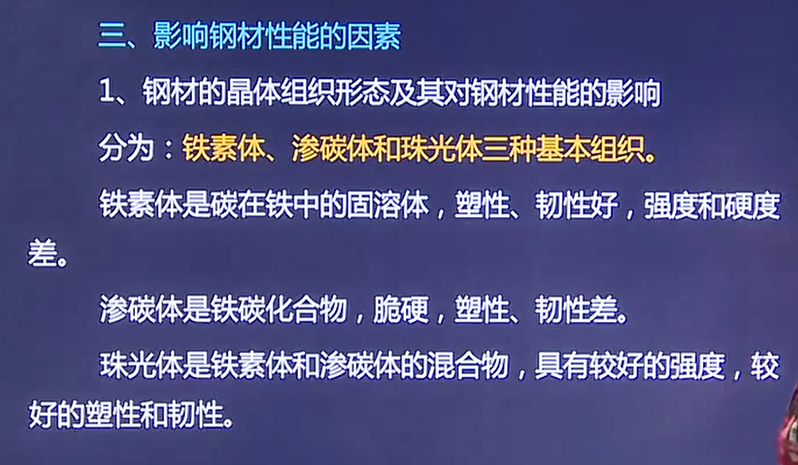 三、影响钢材性能的因素
1、钢材的晶体组织形态及其对钢材性能的影响
分为：铁素体、渗碳体和珠光体三种基本组织。
铁素体是碳在铁中的固溶体，塑性、韧性好，强度和硬度
差。
渗碳体是铁碳化合物，脆硬，塑性、韧性差。
珠光体是铁素体和渗碳体的混合物，具有较好的强度，较
好的塑性和韧性。